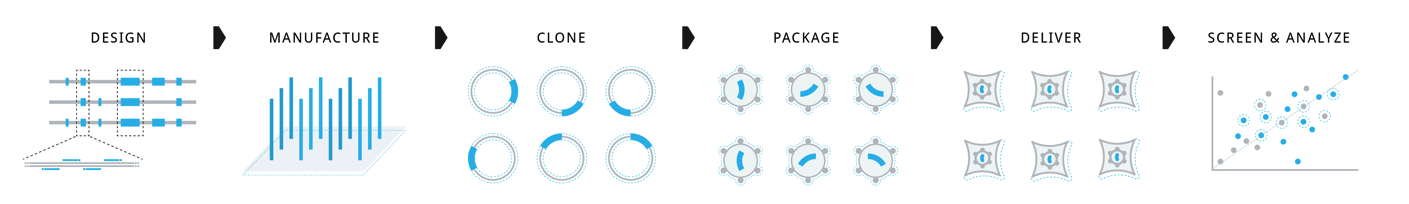 DESIGN
MANUFACTURE
CLONE
PACKAGE
DELIVER
SCREEN & ANALYZE